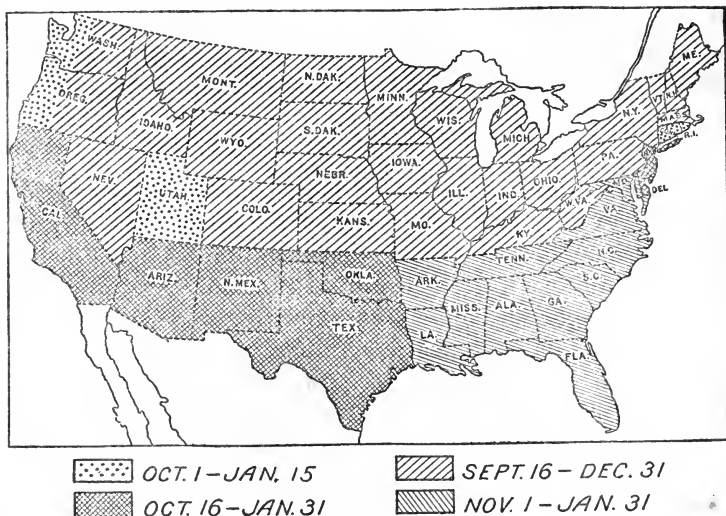 WASH.
MONT.
N.DAK.
MINN.
ME.
OREG.
IDAHO.
WYO.
S.DAK.
WIS.
MICH
N.Y.
VT.
N.H.
MASS
R.I.
NEV.
UTAH.
COLO.
NEBR.
IOWA.
ILL.
IND.
OHIO.
PA.
KANS.
MO.
KY.
W.VA.
VA.
DEL
CAL.
ARIZ.
N.MEX.
OKLA.
ARK.
TENN.
N.C.
S.C.
TEX.
LA.
MISS.
ALA.
GA.
FLA.
OCT. 1-JAN. 15
SEPT. 16-DEC. 31
OCT. 16-JAN. 31
NOV. 1-JAN. 31